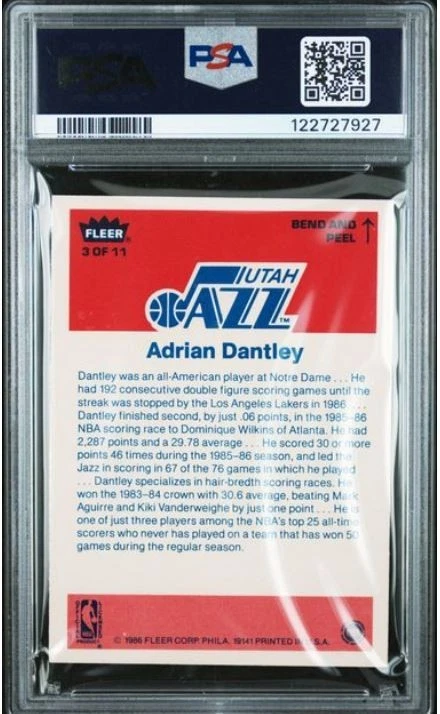 PSA
PSA
122727927
FLEER
3 OF 11
BEND AND
PEEL
UTAH
JAZZ
TM
Adrian Dantley
Dantley was an all-American player at Notre Dame . . . He
had 192 consecutive double figure scoring games until the
streak was stopped by the Los Angeles Lakers in 1986 . . .
Dantley finished second, by just .06 points, in the 1985-86
NBA scoring race to Dominique Wilkins of Atlanta. He had
2,287 points and a 29.78 average . . . He scored 30 or more
points 46 times during the 1985-86 season, and led the
Jazz in scoring in 67 of the 76 games in which he played
. . . Dantley specializes in hair-breadth scoring races. He
won the 1983-84 crown with 30.6 average, beating Mark
Aguirre and Kiki Vanderweighe by just one point . . . He is
one of just three players among the NBA's top 25 all-time
scorers who never has played on a team that has won 50
games during the regular season.
© 1986 FLEER CORP. PHILA. 19141 PRINTED IN U.S.A.